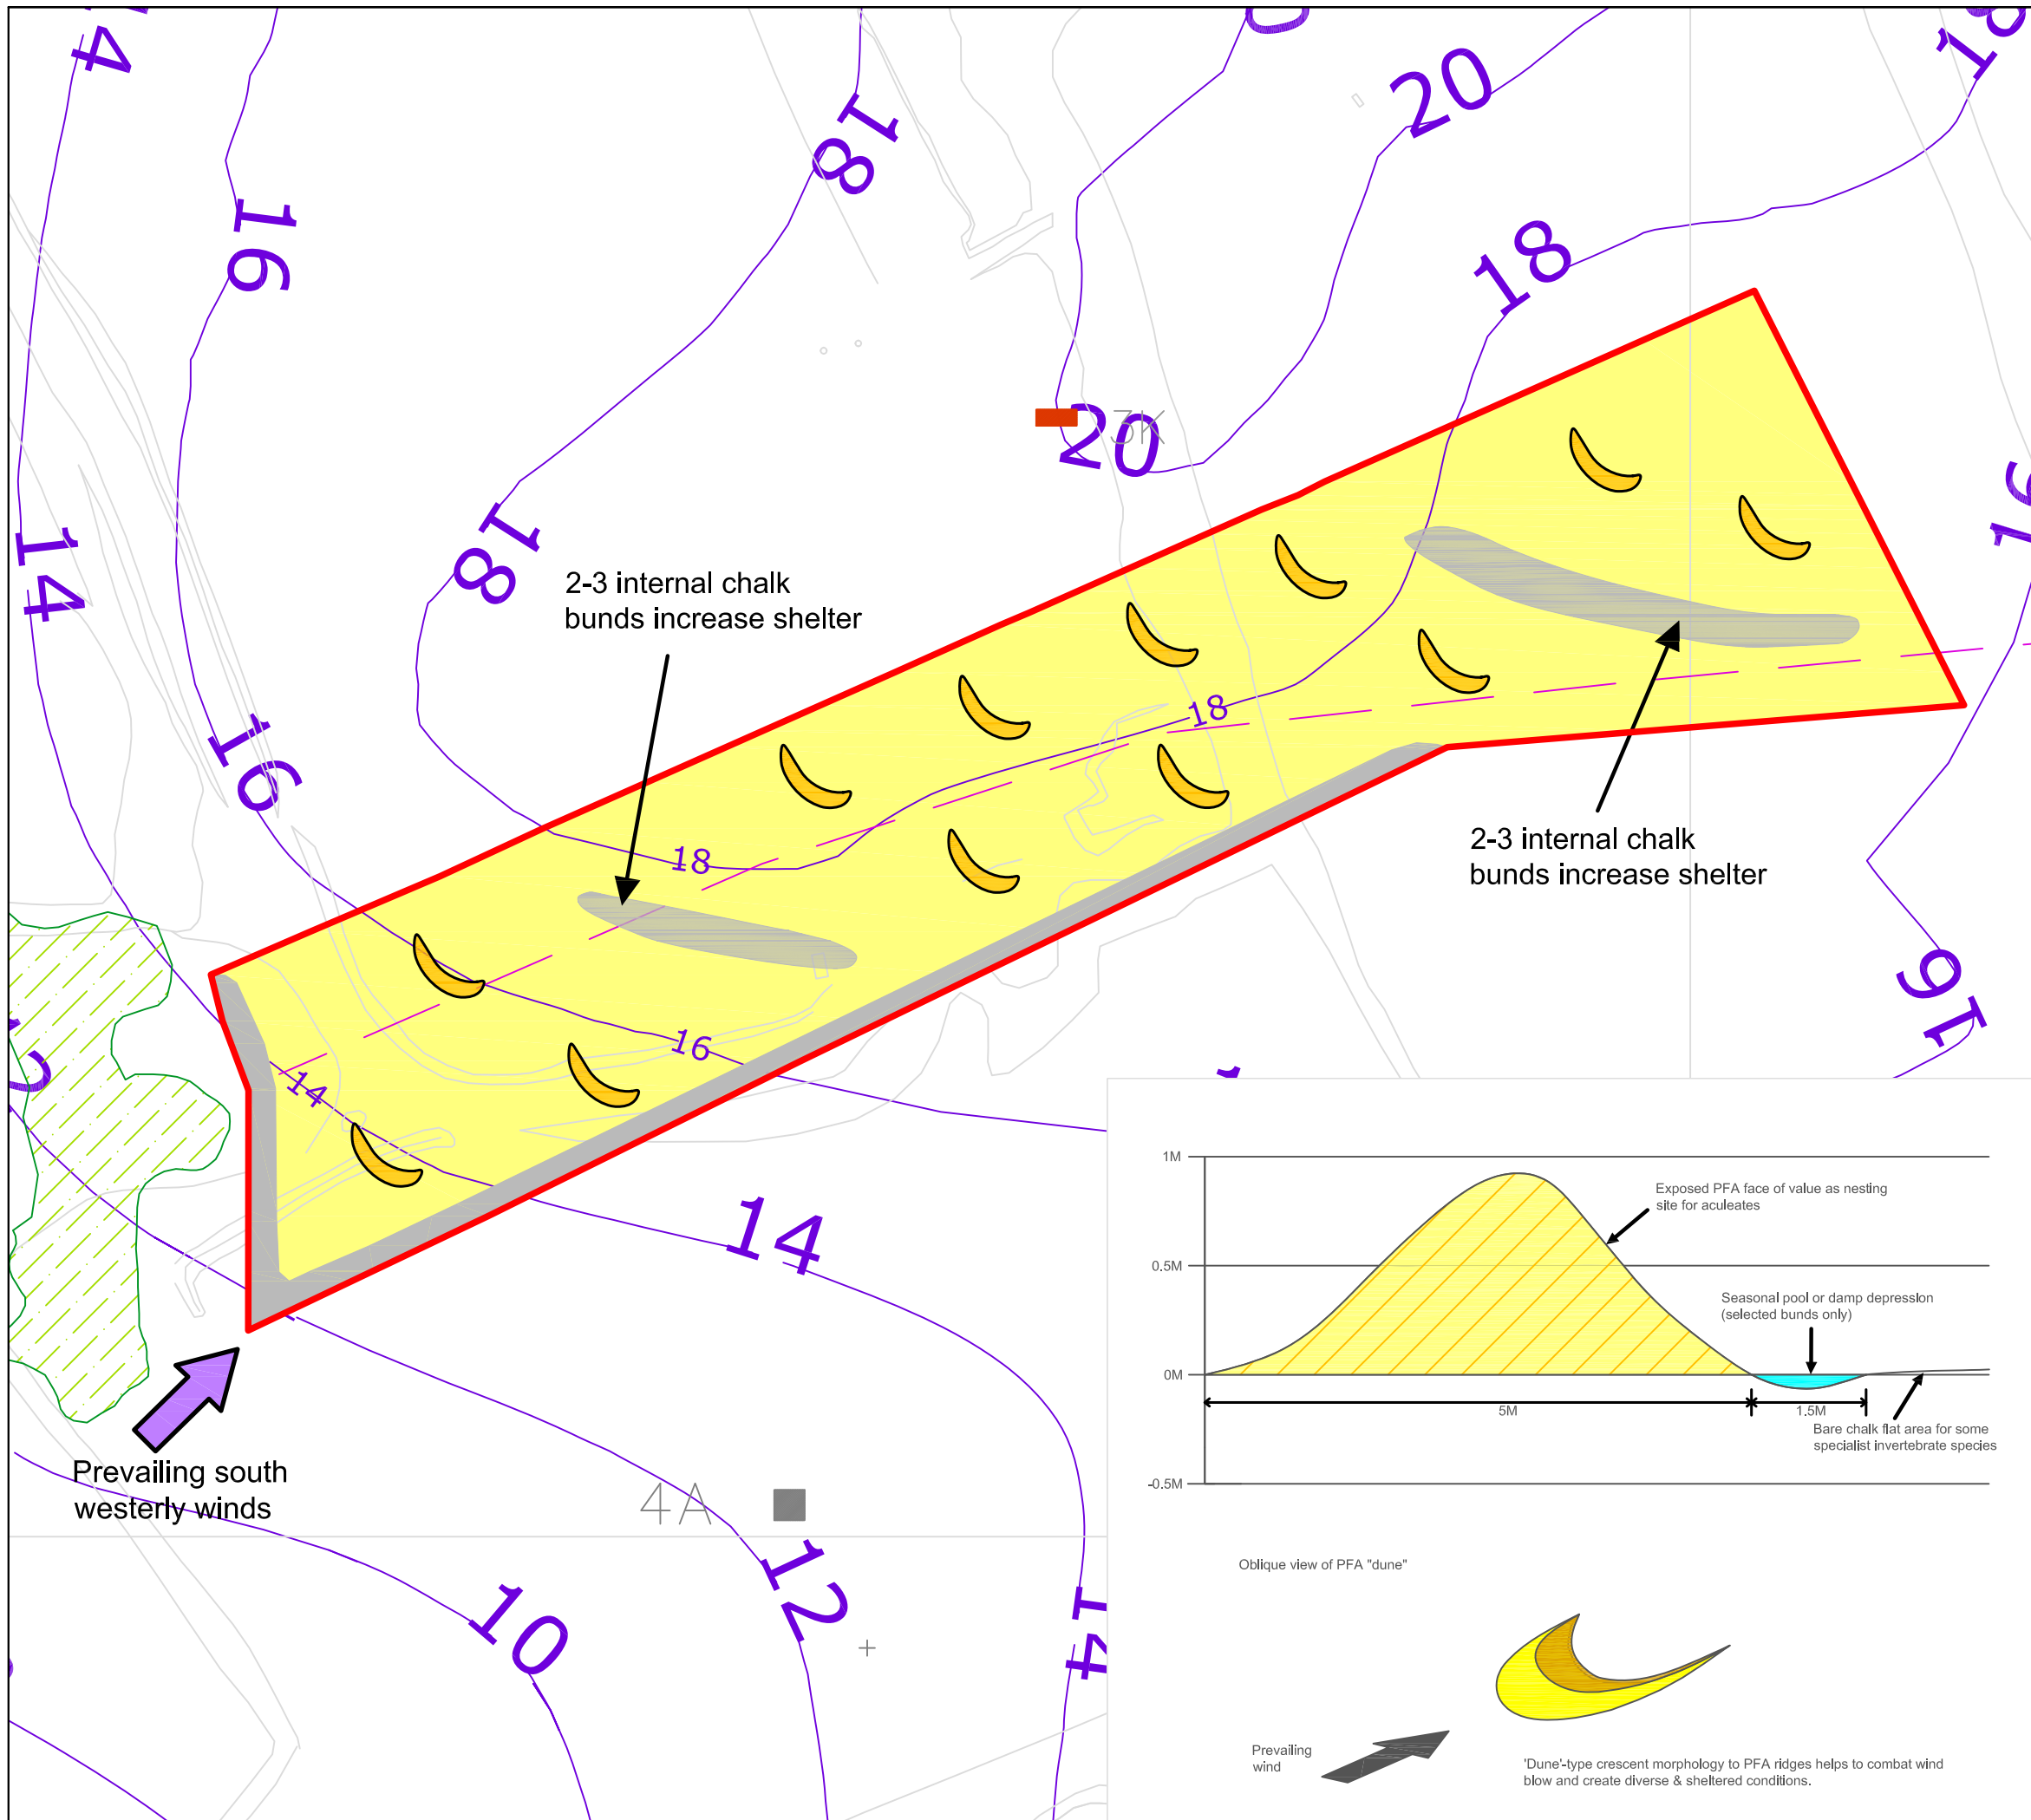 4
18
20
18
16
18
18
20
3K
14
18
2-3 internal chalk
bunds increase shelter
16
18
18
2-3 internal chalk
bunds increase shelter
16
16
14
14
Prevailing south
westerly winds
4A
12
10
14
1M
Exposed PFA face of value as nesting
site for aculeates
0.5M
Seasonal pool or damp depression
(selected bunds only)
0M
5M
1.5M
Bare chalk flat area for some
specialist invertebrate species
-0.5M
Oblique view of PFA "dune"
Prevailing
wind
'Dune'-type crescent morphology to PFA ridges helps to combat wind
blow and create diverse & sheltered conditions.